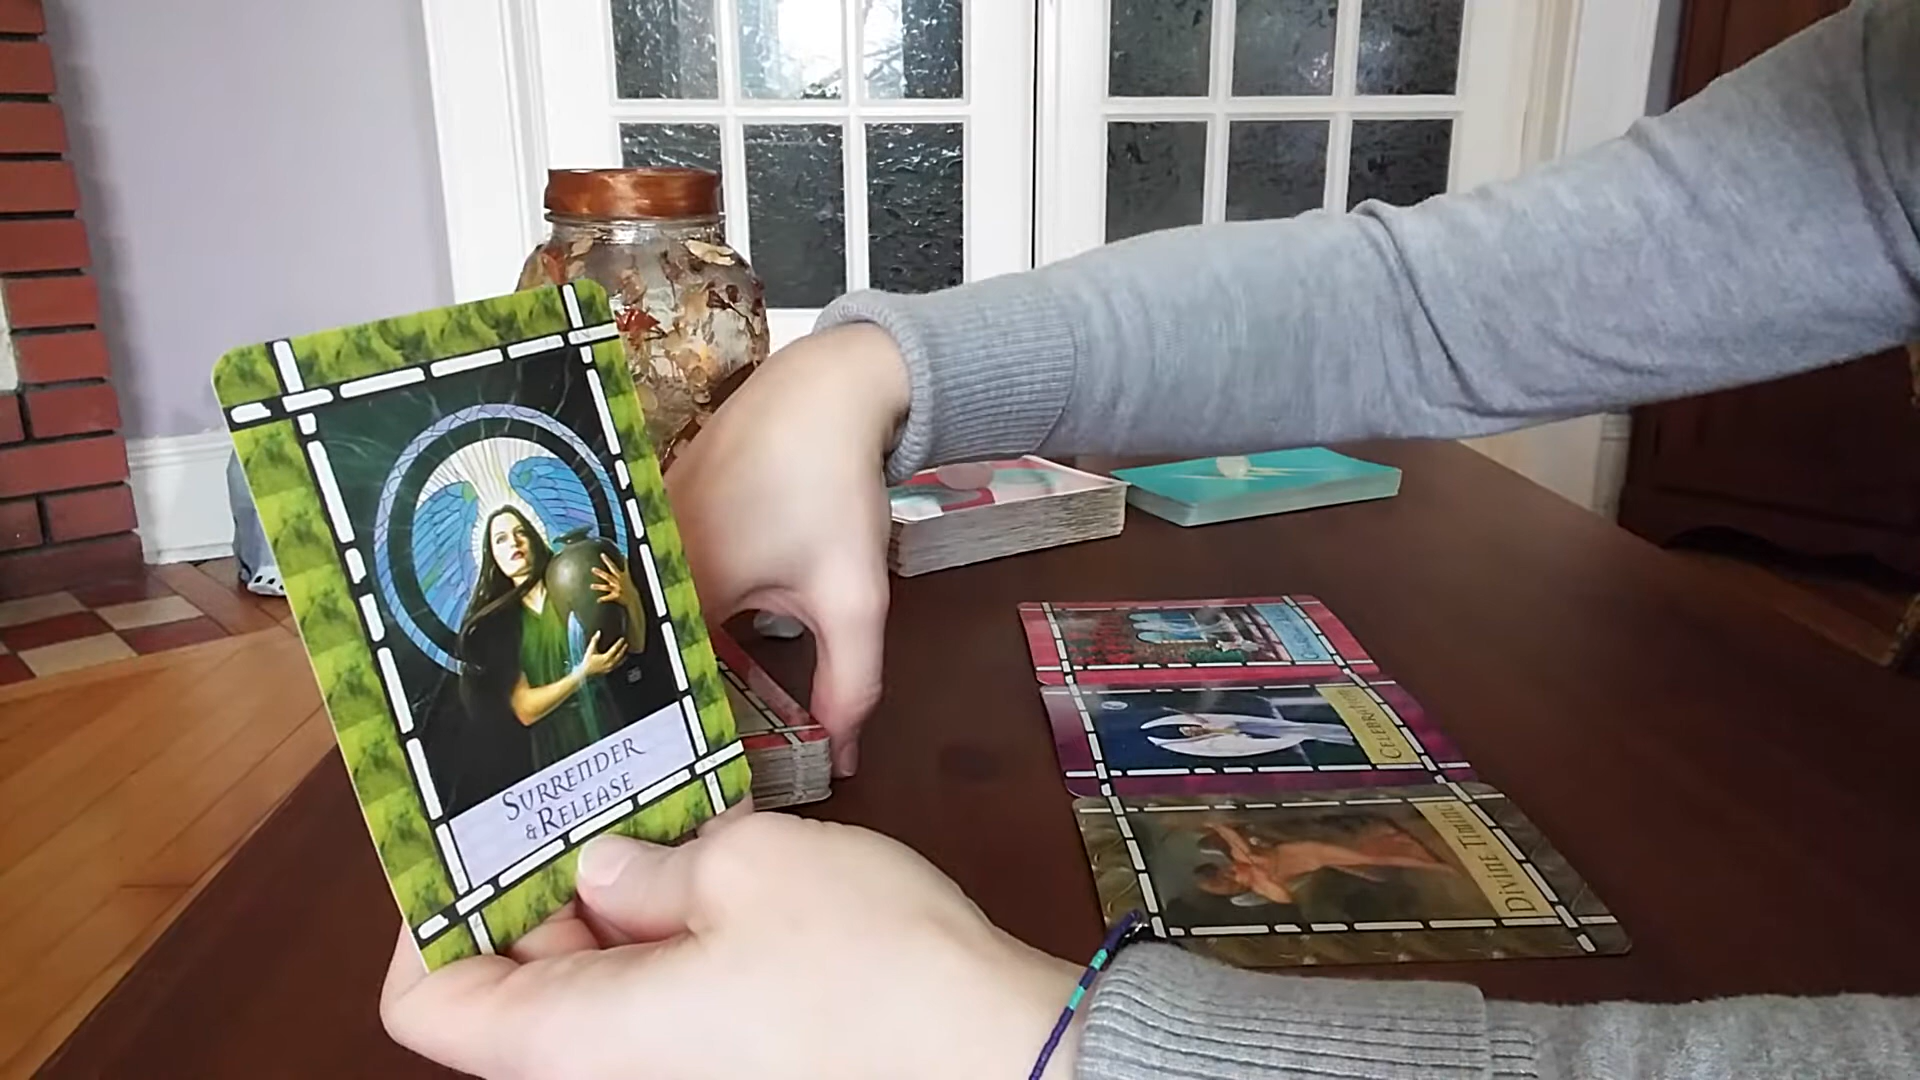 SURRENDER
& RELEASE
CELEBRATION
DIVINE TIMING